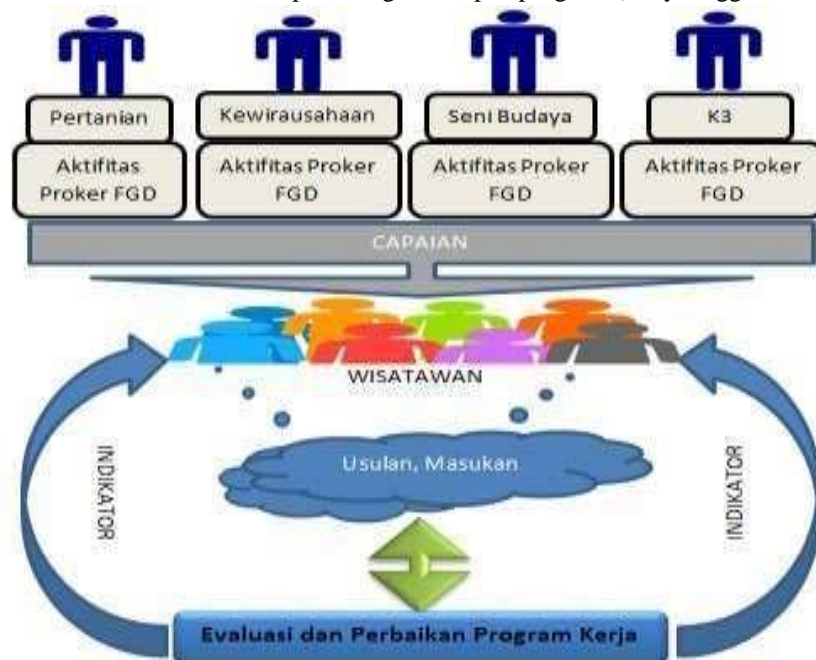 Pertanian
Kewirausahaan
Seni Budaya
K3
Aktifitas
Proker FGD
Aktifitas Proker
FGD
Aktifitas Proker
FGD
Aktifitas Proker
FGD
CAPAIAN
WISATAWAN
Usulan, Masukan
INDIKATOR
INDIKATOR
Evaluasi dan Perbaikan Program Kerja